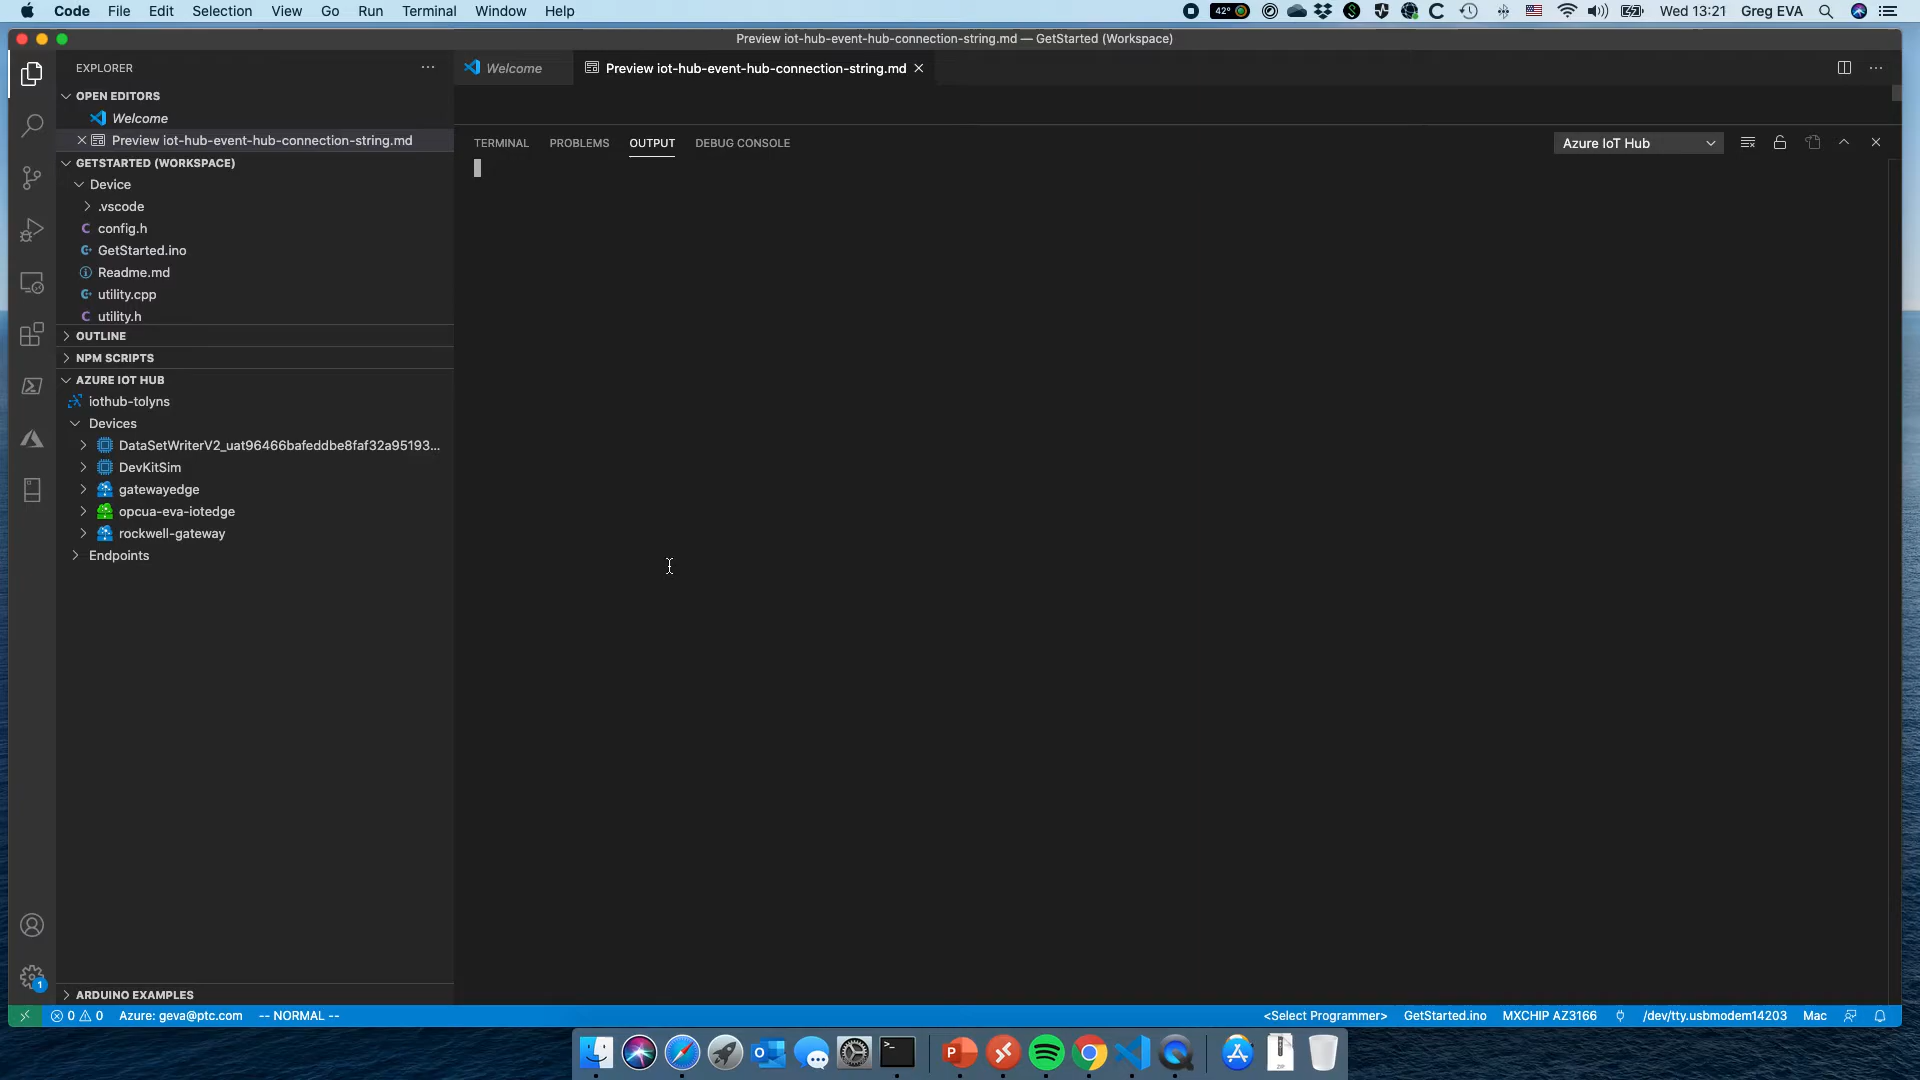 Code File Edit Selection View Go Run Terminal Window Help
42° Wed 13:21 Greg EVA
Preview iot-hub-event-hub-connection-string.md — GetStarted (Workspace)
EXPLORER
Welcome
Preview iot-hub-event-hub-connection-string.md
OPEN EDITORS
Welcome
Preview iot-hub-event-hub-connection-string.md
GETSTARTED (WORKSPACE)
Device
.vscode
config.h
GetStarted.ino
Readme.md
utility.cpp
utility.h
OUTLINE
NPM SCRIPTS
AZURE IOT HUB
iothub-tolyns
Devices
DataSetWriterV2_uat96466bafeddbe8faf32a95193...
DevKitSim
gatewayedge
opcua-eva-iotedge
rockwell-gateway
Endpoints
ARDUINO EXAMPLES
TERMINAL PROBLEMS OUTPUT DEBUG CONSOLE
Azure IoT Hub
1
0 0 Azure: geva@ptc.com -- NORMAL --
<Select Programmer> GetStarted.ino MXCHIP AZ3166 /dev/tty.usbmodem14203 Mac